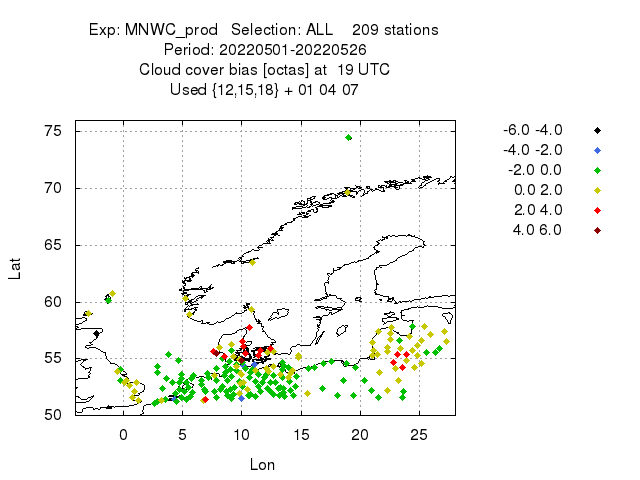 Exp: MNWC_prod   Selection: ALL    209 stations
Period: 20220501-20220526
Cloud cover bias [octas] at  19 UTC
Used {12,15,18} + 01 04 07
-6.0 -4.0
-4.0 -2.0
-2.0 0.0
0.0 2.0
2.0 4.0
4.0 6.0
75
70
65
60
55
50
Lat
0 5 10 15 20 25
Lon